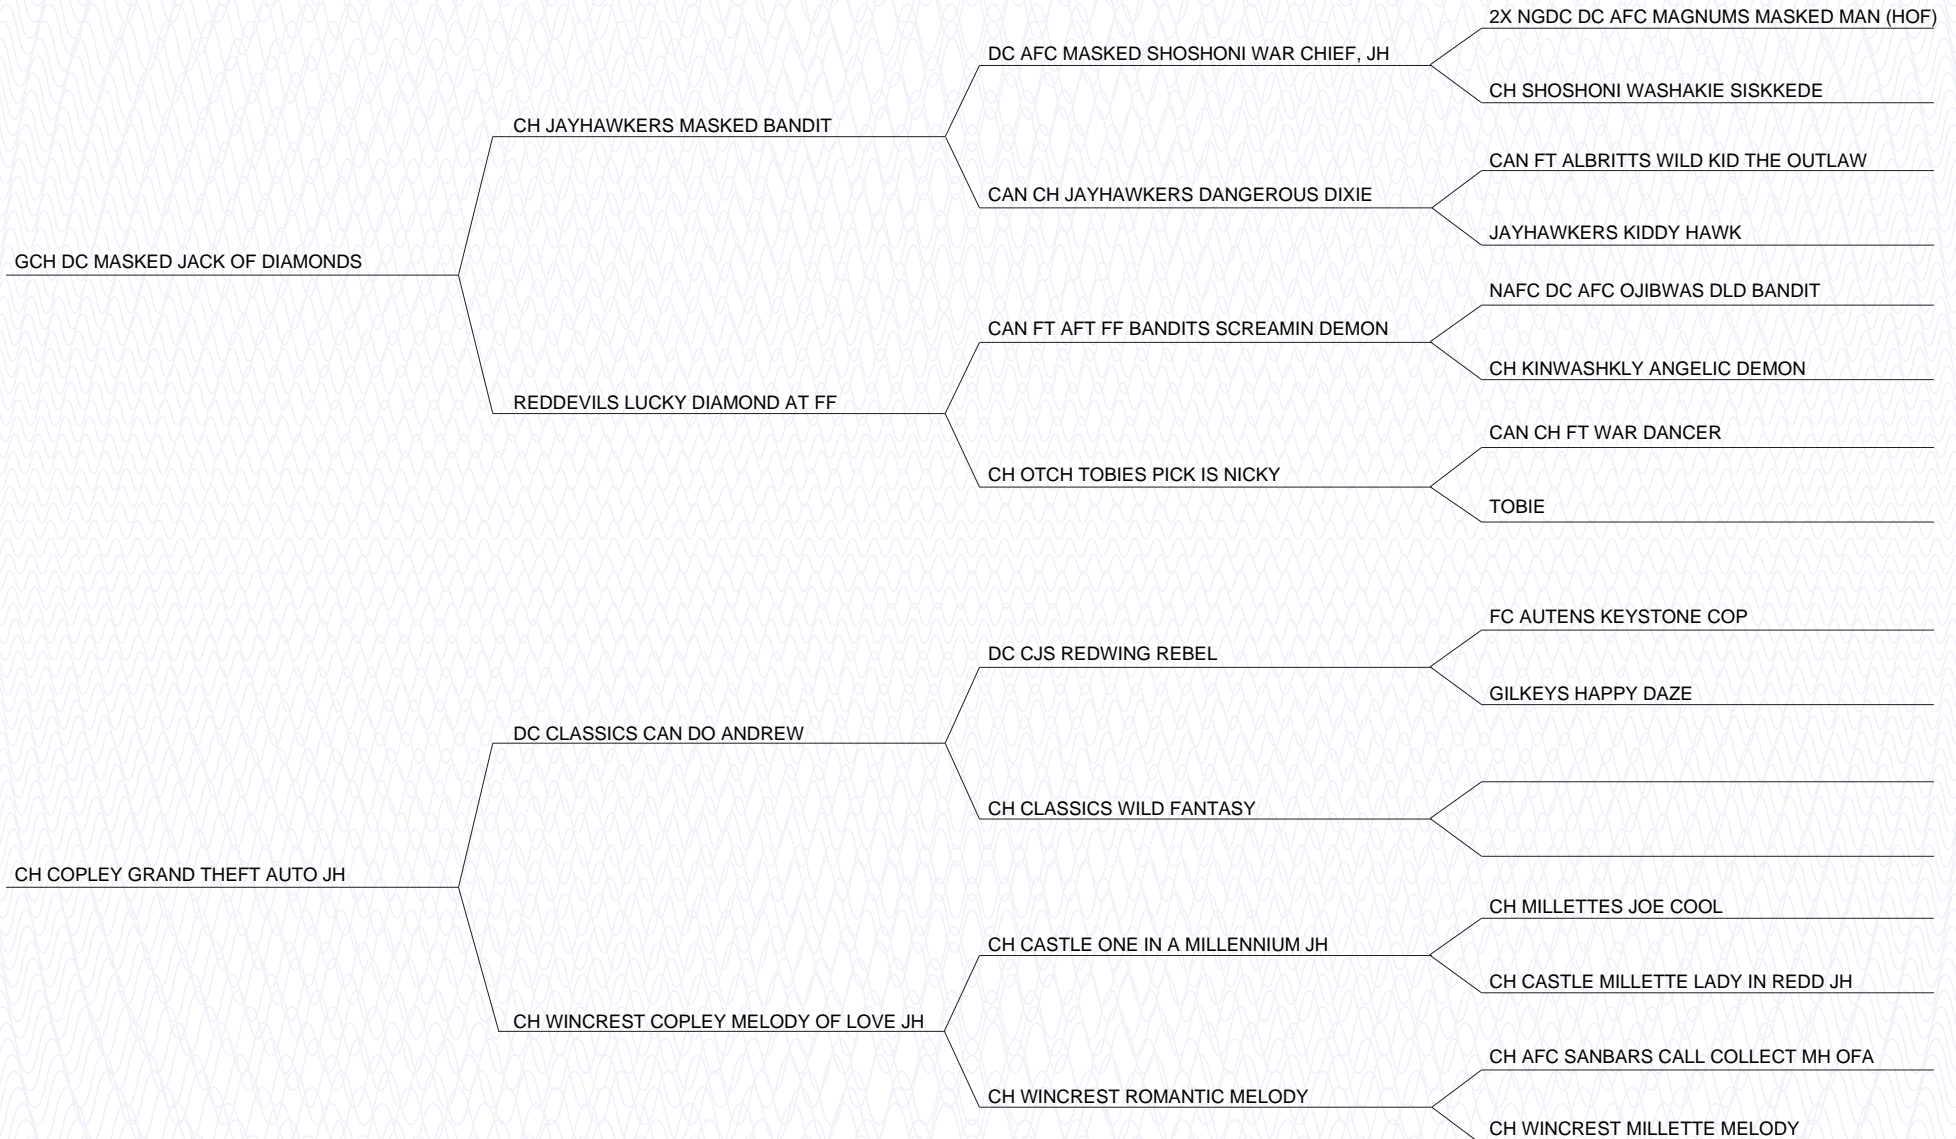 2X NGDC DC AFC MAGNUMS MASKED MAN (HOF)
DC AFC MASKED SHOSHONI WAR CHIEF, JH
CH SHOSHONI WASHAKIE SISKKEDE
CH JAYHAWKERS MASKED BANDIT
CAN FT ALBRITTS WILD KID THE OUTLAW
CAN CH JAYHAWKERS DANGEROUS DIXIE
JAYHAWKERS KIDDY HAWK
GCH DC MASKED JACK OF DIAMONDS
NAFC DC AFC OJIBWAS DLD BANDIT
CAN FT AFT FF BANDITS SCREAMIN DEMON
CH KINWASHKLY ANGELIC DEMON
REDDEVILS LUCKY DIAMOND AT FF
CAN CH FT WAR DANCER
CH OTCH TOBIES PICK IS NICKY
TOBIE
FC AUTENS KEYSTONE COP
DC CJS REDWING REBEL
GILKEYS HAPPY DAZE
DC CLASSICS CAN DO ANDREW
CH CLASSICS WILD FANTASY
CH COPLEY GRAND THEFT AUTO JH
CH MILLETTES JOE COOL
CH CASTLE ONE IN A MILLENNIUM JH
CH CASTLE MILLETTE LADY IN REDD JH
CH WINCREST COPLEY MELODY OF LOVE JH
CH AFC SANBARS CALL COLLECT MH OFA
CH WINCREST ROMANTIC MELODY
CH WINCREST MILLETTE MELODY